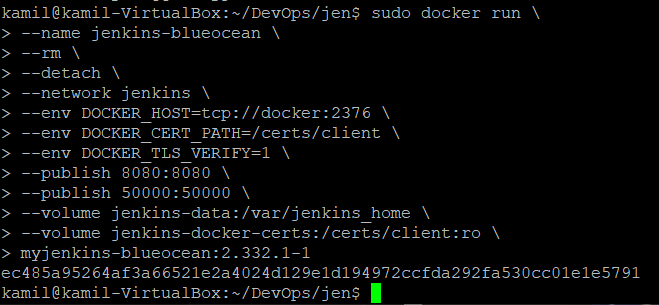 kamil@kamil-VirtualBox:~/DevOps/jen$ sudo docker run \
> --name jenkins-blueocean \
> --rm \
> --detach \
> --network jenkins \
> --env DOCKER_HOST=tcp://docker:2376 \
> --env DOCKER_CERT_PATH=/certs/client \
> --env DOCKER_TLS_VERIFY=1 \
> --publish 8080:8080 \
> --publish 50000:50000 \
> --volume jenkins-data:/var/jenkins_home \
> --volume jenkins-docker-certs:/certs/client:ro \
> myjenkins-blueocean:2.332.1-1
ec485a95264af3a66521e2a4024d129e1d194972ccfda292fa530cc01e1e5791
kamil@kamil-VirtualBox:~/DevOps/jen$